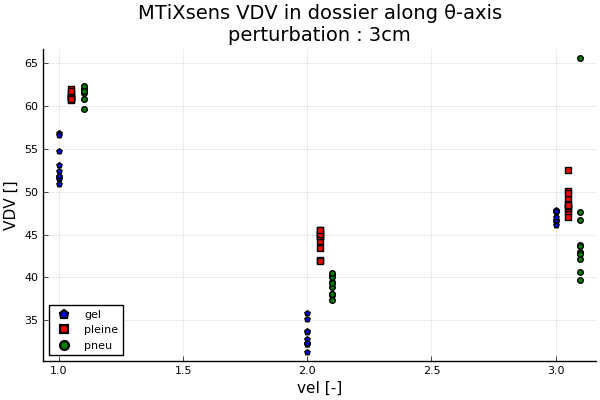 MTiXsens VDV in dossier along θ-axis
perturbation : 3cm
VDV []
65
60
55
50
45
40
35
gel
pleine
pneu
1.0
1.5
2.0
2.5
3.0
vel [-]